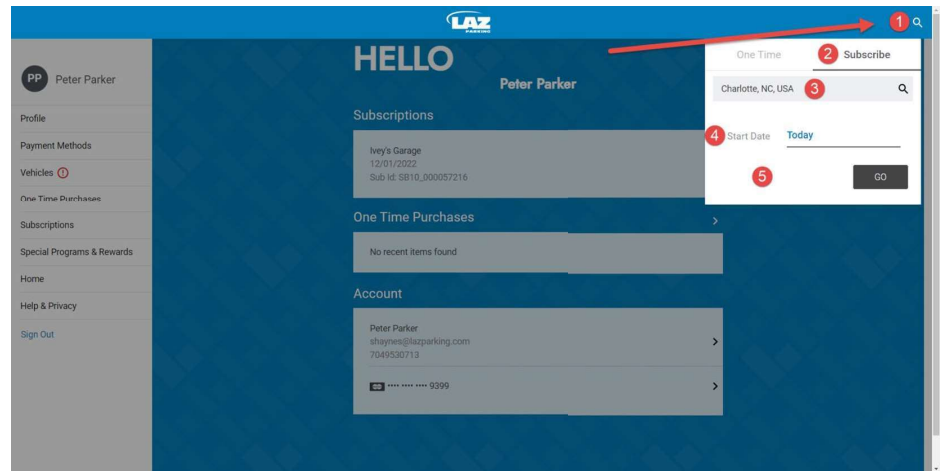 LAZ
PARKING
1
PP Peter Parker
Profile
Payment Methods
Vehicles
One Time Purchases
Subscriptions
Special Programs & Rewards
Home
Help & Privacy
Sign Out
HELLO
Peter Parker
Subscriptions
Ivey's Garage
12/01/2022
Sub Id: SB10_000057216
One Time Purchases
No recent items found
Account
Peter Parker
shaynes@lazparking.com
7049530713
•••• •••• •••• 9399
One Time 2 Subscribe
Charlotte, NC, USA 3
4 Start Date Today
5 GO